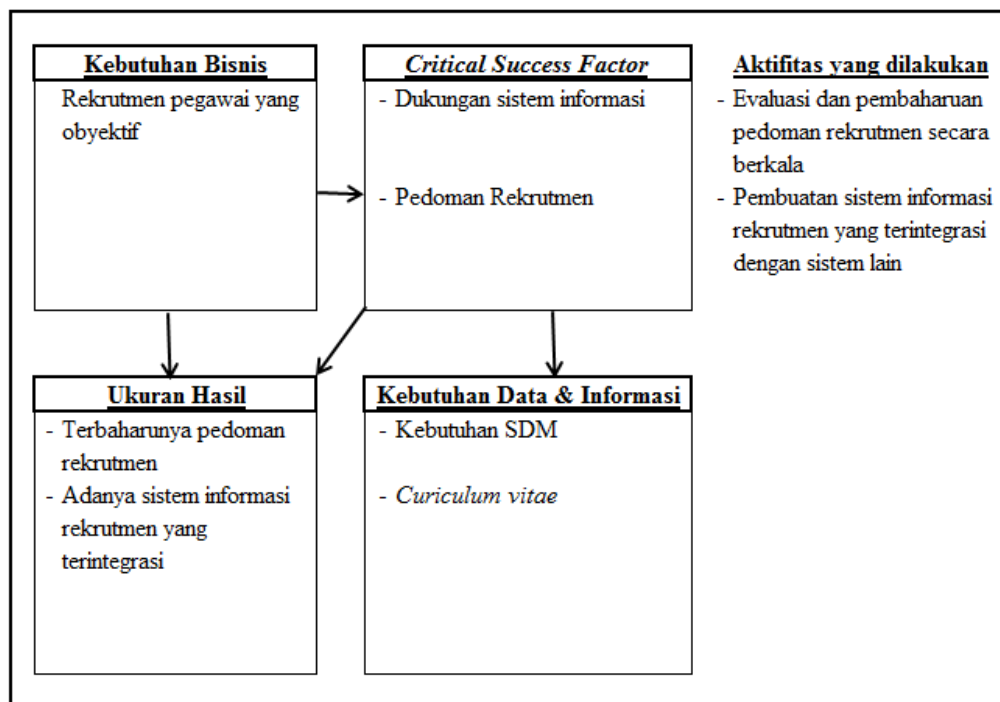 Kebutuhan Bisnis
Rekrutmen pegawai yang
obyektif
Critical Success Factor
- Dukungan sistem informasi
- Pedoman Rekrutmen
Aktifitas yang dilakukan
- Evaluasi dan pembaharuan
pedoman rekrutmen secara
berkala
- Pembuatan sistem informasi
rekrutmen yang terintegrasi
dengan sistem lain
Ukuran Hasil
- Terbaharunya pedoman
rekrutmen
- Adanya sistem informasi
rekrutmen yang
terintegrasi
Kebutuhan Data & Informasi
- Kebutuhan SDM
- Curiculum vitae